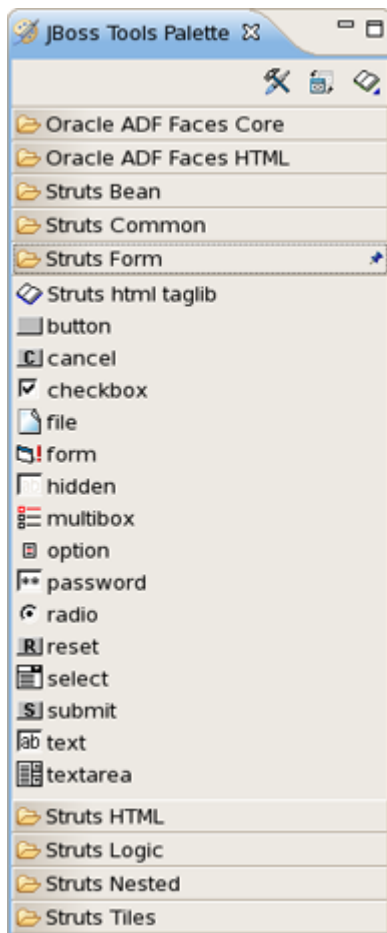 JBoss Tools Palette
Oracle ADF Faces Core
Oracle ADF Faces HTML
Struts Bean
Struts Common
Struts Form
Struts html taglib
button
C cancel
checkbox
file
form
hidden
multibox
option
password
radio
R reset
select
S submit
ab text
textarea
Struts HTML
Struts Logic
Struts Nested
Struts Tiles